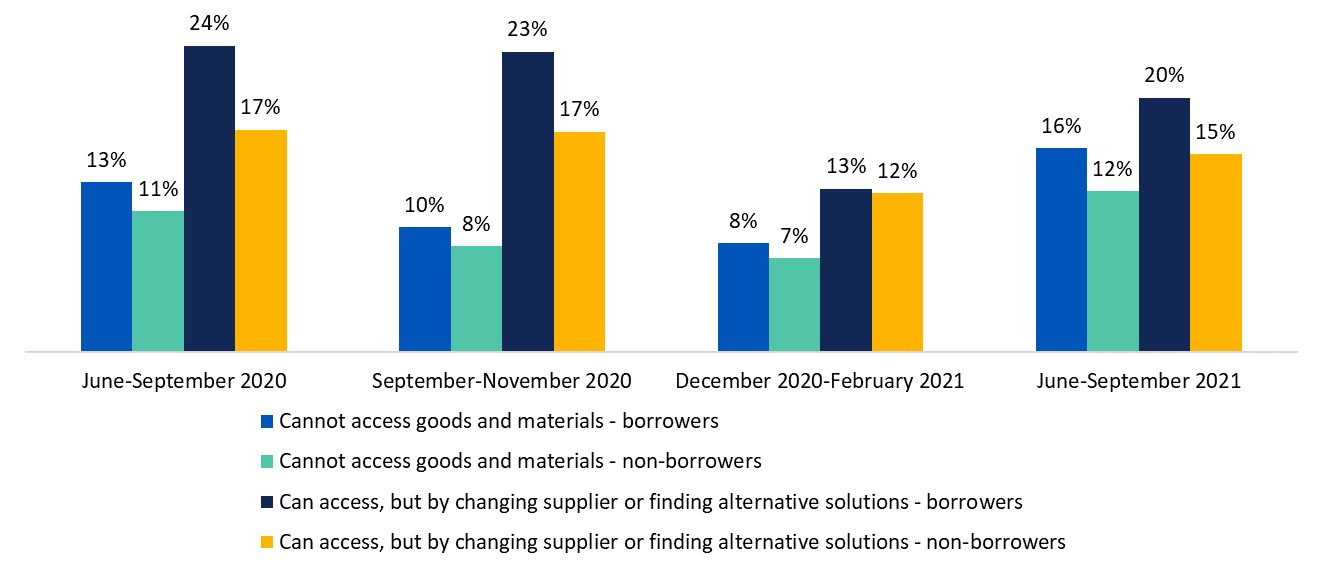 24%
23%
20%
17%
17%
16%
15%
13%
13%
12%
12%
11%
10%
8%
8%
7%
June-September 2020
September-November 2020
December 2020-February 2021
June-September 2021
Cannot access goods and materials - borrowers
Cannot access goods and materials - non-borrowers
Can access, but by changing supplier or finding alternative solutions - borrowers
Can access, but by changing supplier or finding alternative solutions - non-borrowers